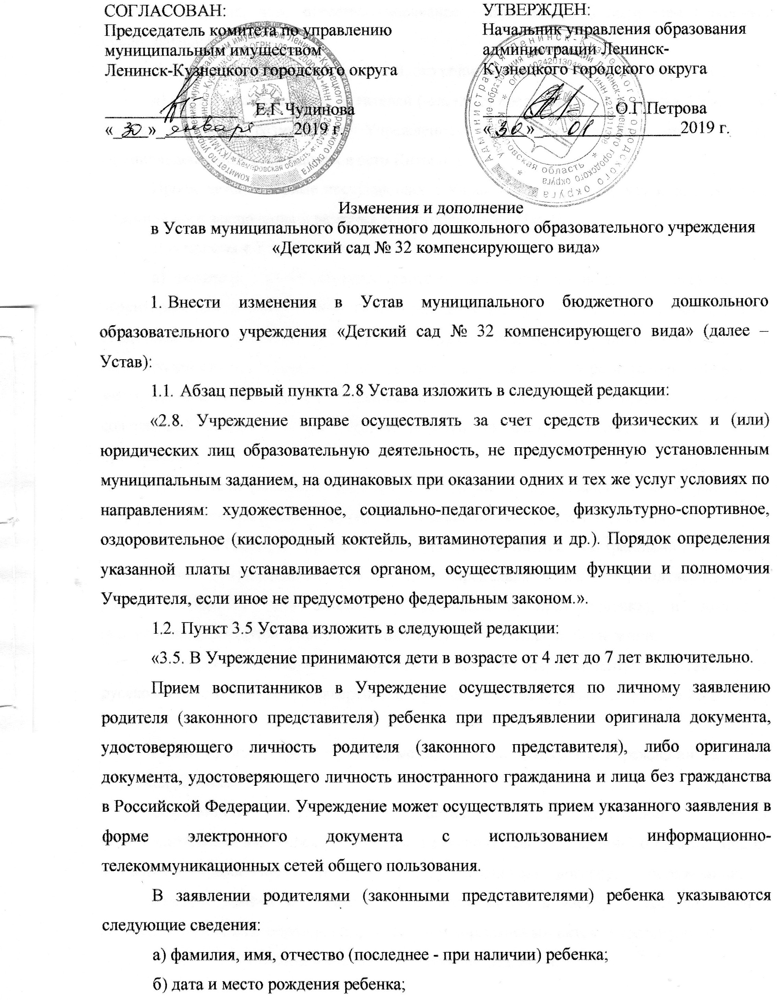 СОГЛАСОВАН:
Председатель комитета по управлению
муниципальным имуществом
Ленинск-Кузнецкого городского округа
Е.Г.Чудинова
«30» января 2019 г.
УТВЕРЖДЕН:
Начальник управления образования
администрации Ленинск-
Кузнецкого городского округа
О.Г.Петрова
«30» 01 2019 г.
Изменения и дополнение
в Устав муниципального бюджетного дошкольного образовательного учреждения
«Детский сад № 32 компенсирующего вида»
1. Внести изменения в Устав муниципального бюджетного дошкольного
образовательного учреждения «Детский сад № 32 компенсирующего вида» (далее –
Устав):
1.1. Абзац первый пункта 2.8 Устава изложить в следующей редакции:
«2.8. Учреждение вправе осуществлять за счет средств физических и (или)
юридических лиц образовательную деятельность, не предусмотренную установленным
муниципальным заданием, на одинаковых при оказании одних и тех же услуг условиях по
направлениям: художественное, социально-педагогическое, физкультурно-спортивное,
оздоровительное (кислородный коктейль, витаминотерапия и др.). Порядок определения
указанной платы устанавливается органом, осуществляющим функции и полномочия
Учредителя, если иное не предусмотрено федеральным законом.».
1.2. Пункт 3.5 Устава изложить в следующей редакции:
«3.5. В Учреждение принимаются дети в возрасте от 4 лет до 7 лет включительно.
Прием воспитанников в Учреждение осуществляется по личному заявлению
родителя (законного представителя) ребенка при предъявлении оригинала документа,
удостоверяющего личность родителя (законного представителя), либо оригинала
документа, удостоверяющего личность иностранного гражданина и лица без гражданства
в Российской Федерации. Учреждение может осуществлять прием указанного заявления в
форме электронного документа с использованием информационно-
телекоммуникационных сетей общего пользования.
В заявлении родителями (законными представителями) ребенка указываются
следующие сведения:
а) фамилия, имя, отчество (последнее - при наличии) ребенка;
б) дата и место рождения ребенка;